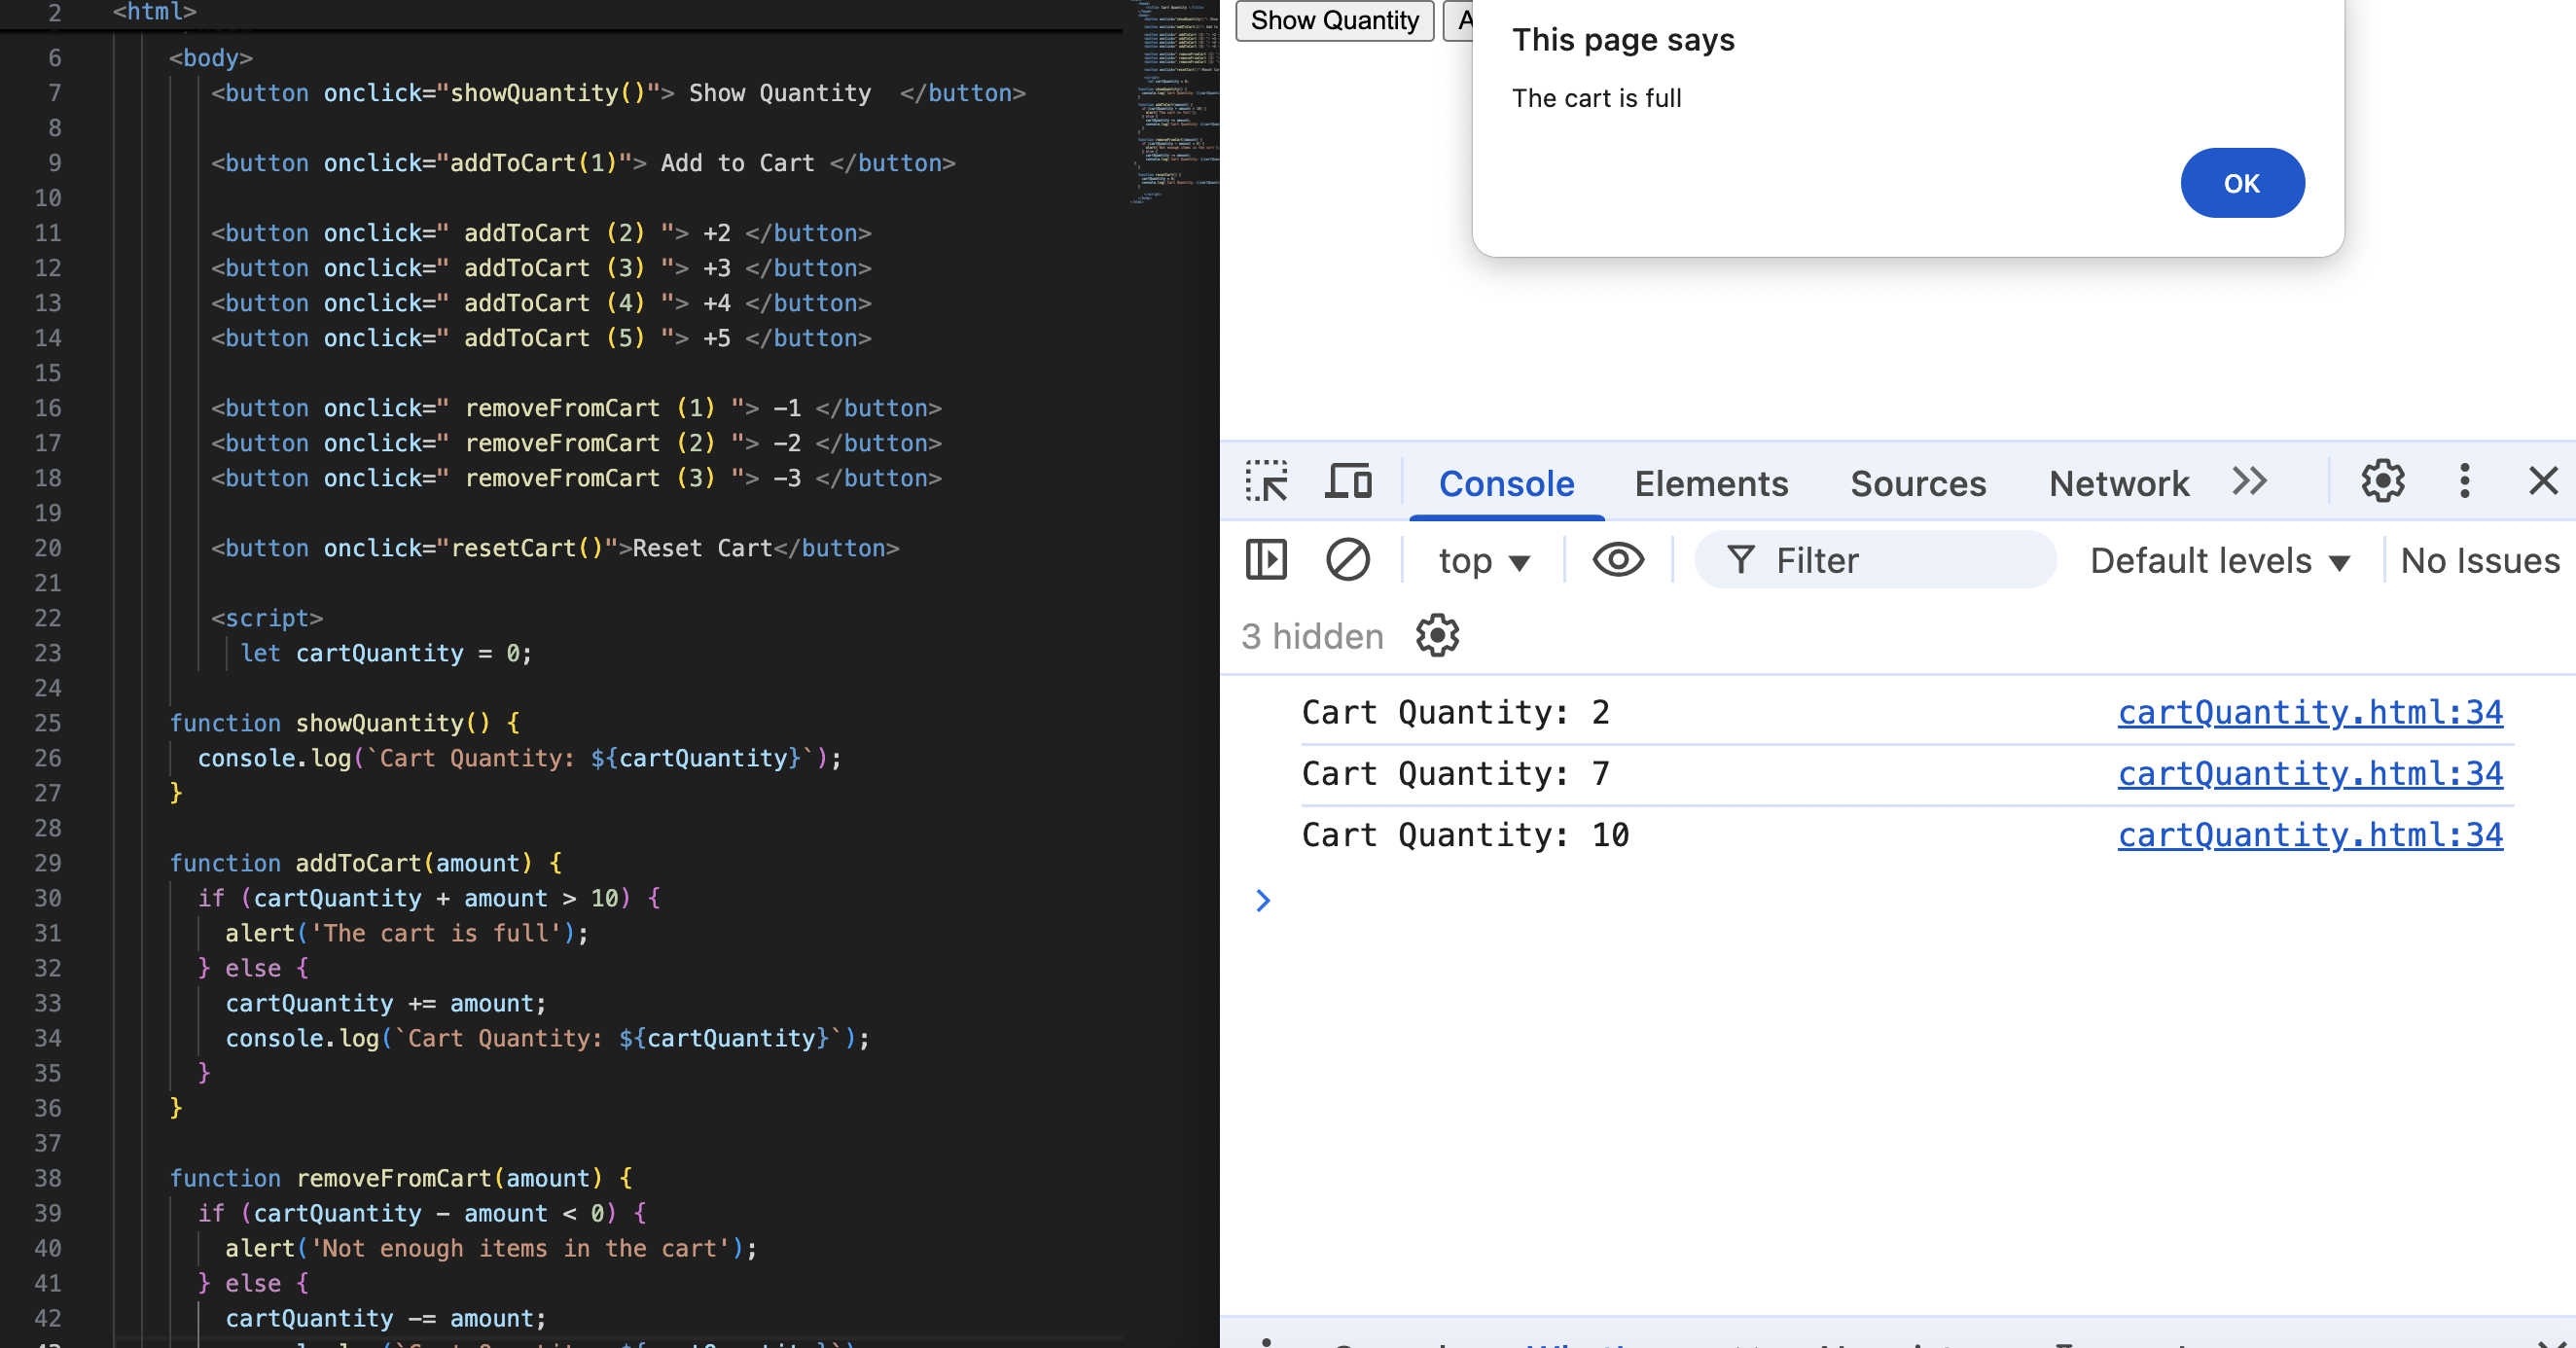 2 <html>
6 <body>
7 <button onclick="showQuantity()"> Show Quantity  </button>
8
9 <button onclick="addToCart(1)"> Add to Cart </button>
10
11 <button onclick=" addToCart (2) "> +2 </button>
12 <button onclick=" addToCart (3) "> +3 </button>
13 <button onclick=" addToCart (4) "> +4 </button>
14 <button onclick=" addToCart (5) "> +5 </button>
15
16 <button onclick=" removeFromCart (1) "> -1 </button>
17 <button onclick=" removeFromCart (2) "> -2 </button>
18 <button onclick=" removeFromCart (3) "> -3 </button>
19
20 <button onclick="resetCart()">Reset Cart</button>
21
22 <script>
23 let cartQuantity = 0;
24
25 function showQuantity() {
26 console.log(`Cart Quantity: ${cartQuantity}`);
27 }
28
29 function addToCart(amount) {
30 if (cartQuantity + amount > 10) {
31 alert('The cart is full');
32 } else {
33 cartQuantity += amount;
34 console.log(`Cart Quantity: ${cartQuantity}`);
35 }
36 }
37
38 function removeFromCart(amount) {
39 if (cartQuantity - amount < 0) {
40 alert('Not enough items in the cart');
41 } else {
42 cartQuantity -= amount;
Show Quantity
A
This page says
The cart is full
OK
Console Elements Sources Network
top Filter Default levels No Issues
3 hidden
Cart Quantity: 2 cartQuantity.html:34
Cart Quantity: 7 cartQuantity.html:34
Cart Quantity: 10 cartQuantity.html:34